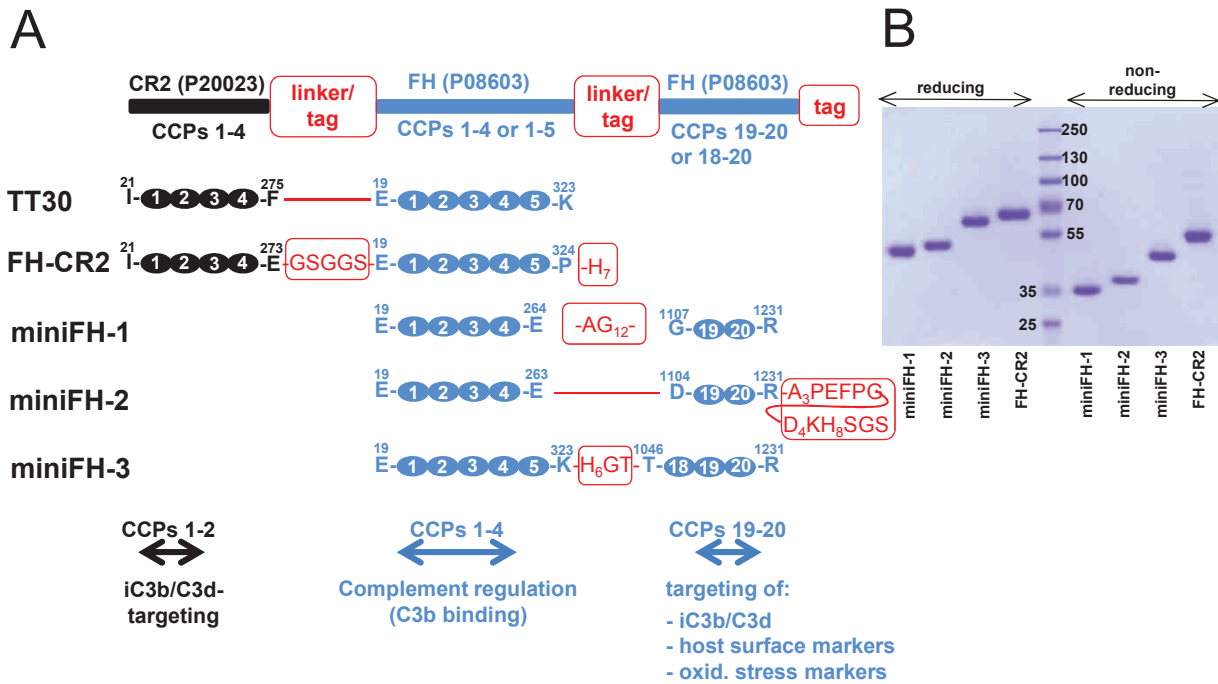 A
CR2 (P20023)
linker/
tag
FH (P08603)
linker/
tag
FH (P08603)
tag
CCPs 1-4
CCPs 1-4 or 1-5
CCPs 19-20
or 18-20
TT30
21 I- 1 2 3 4 -F 275
19 E- 1 2 3 4 5 -K 323
FH-CR2
21 I- 1 2 3 4 -E 273
-GSGGS-
19 E- 1 2 3 4 5 -P 324
-H7
miniFH-1
19 E- 1 2 3 4 -E 264
-AG12-
1107 G- 19 20 -R 1231
miniFH-2
19 E- 1 2 3 4 -E 263
1104 D- 19 20 -R 1231
-A3PEFPG
D4KH8SGS
miniFH-3
19 E- 1 2 3 4 5 -K 323
-H6GT-
1046 T- 18 19 20 -R 1231
CCPs 1-2
iC3b/C3d-
targeting
CCPs 1-4
Complement regulation
(C3b binding)
CCPs 19-20
targeting of:
- iC3b/C3d
- host surface markers
- oxid. stress markers
B
reducing
non-
reducing
250
130
100
70
55
35
25
miniFH-1
miniFH-2
miniFH-3
FH-CR2
miniFH-1
miniFH-2
miniFH-3
FH-CR2